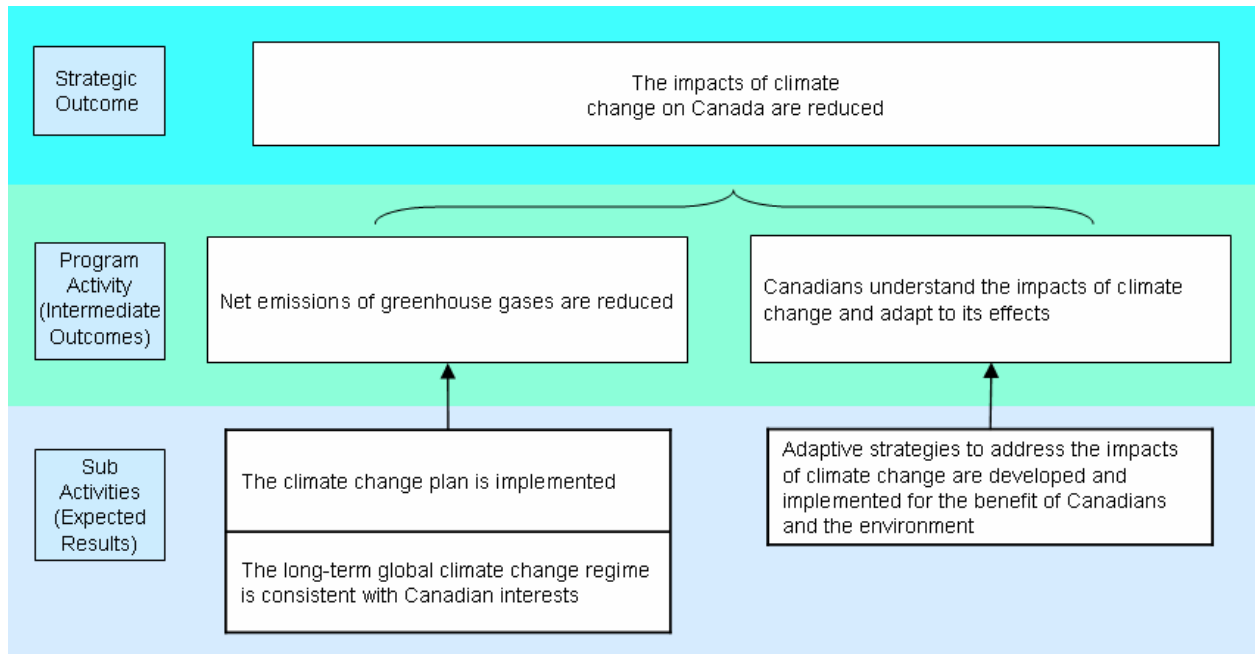 Strategic
Outcome
The impacts of climate
change on Canada are reduced
Program
Activity
(Intermediate
Outcomes)
Net emissions of greenhouse gases are reduced
Canadians understand the impacts of climate
change and adapt to its effects
Sub
Activities
(Expected
Results)
The climate change plan is implemented
The long-term global climate change regime
is consistent with Canadian interests
Adaptive strategies to address the impacts
of climate change are developed and
implemented for the benefit of Canadians
and the environment